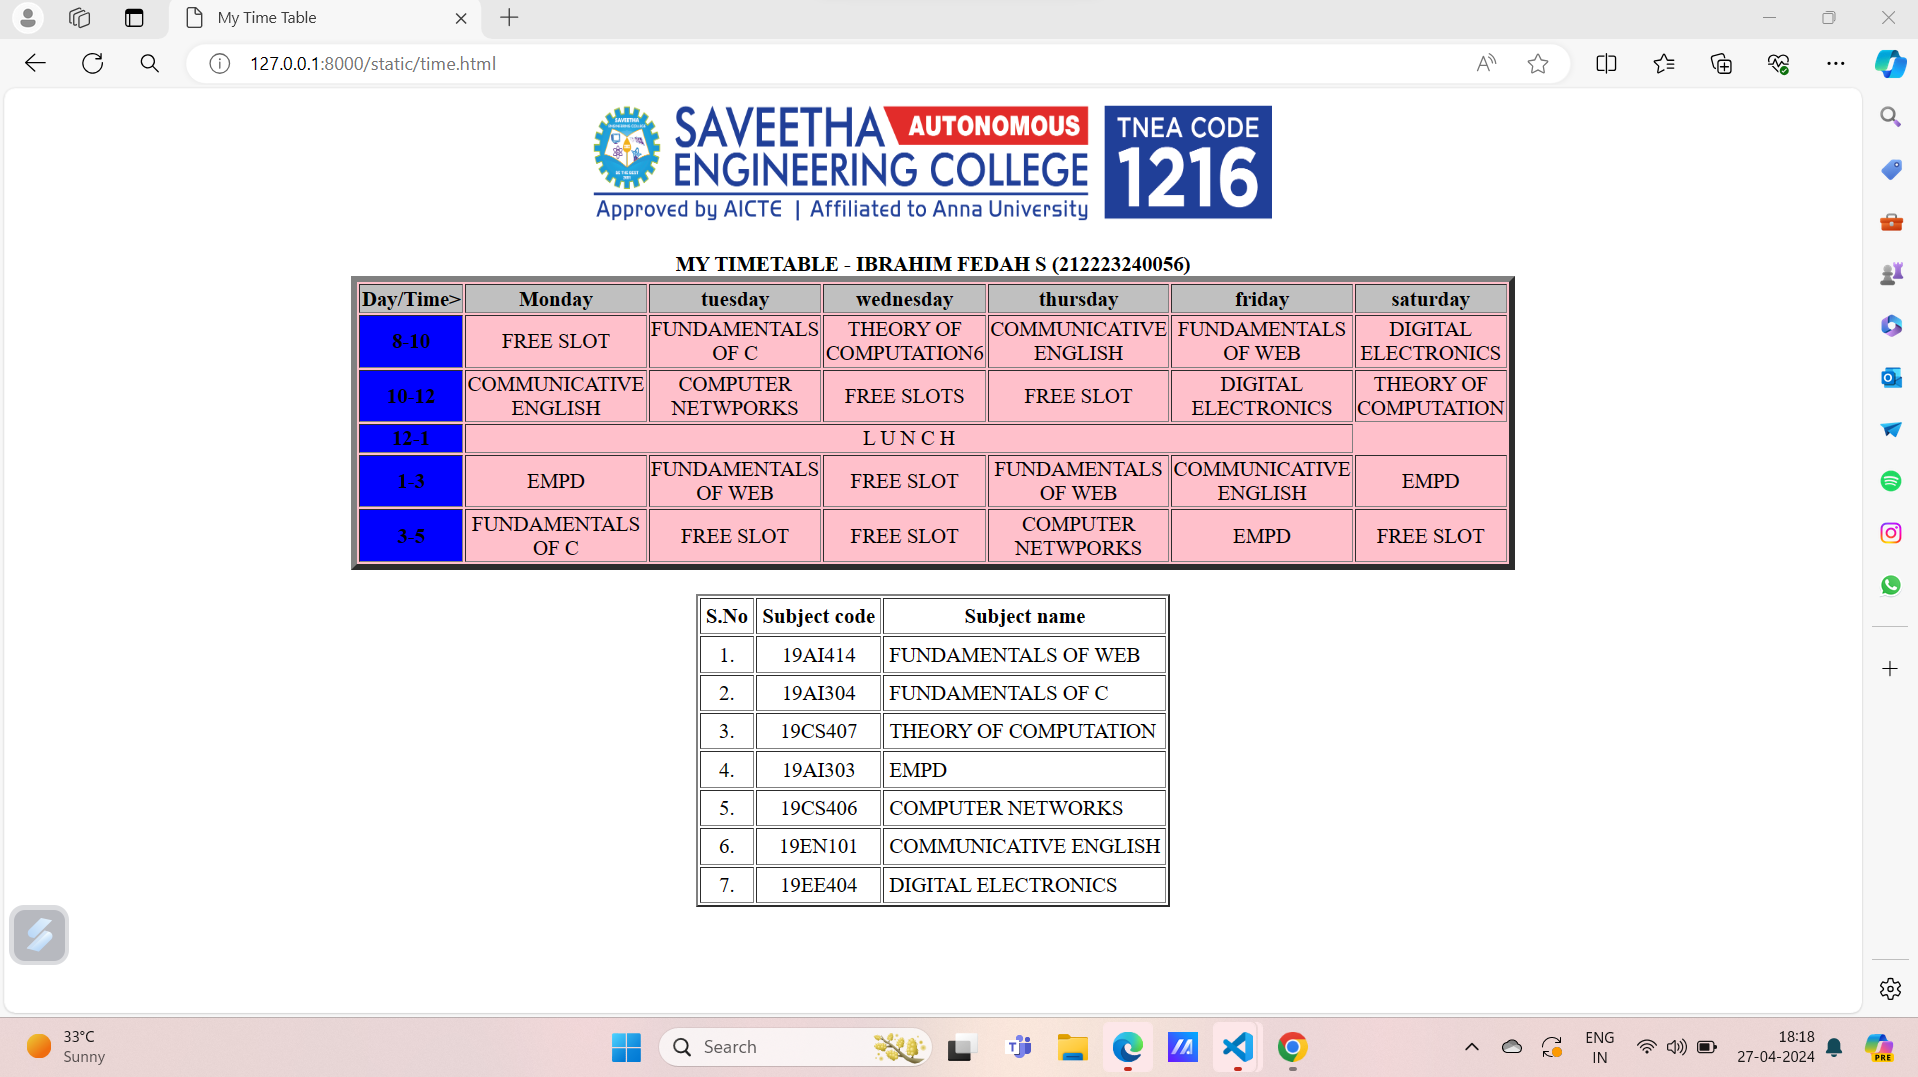 My Time Table
127.0.0.1:8000/static/time.html
SAVEETHA AUTONOMOUS
ENGINEERING COLLEGE
Approved by AICTE | Affiliated to Anna University
TNEA CODE
1216
MY TIMETABLE - IBRAHIM FEDAH S (212223240056)
Day/Time> Monday tuesday wednesday thursday friday saturday
8-10 FREE SLOT FUNDAMENTALS OF C THEORY OF COMPUTATION6 COMMUNICATIVE ENGLISH FUNDAMENTALS OF WEB DIGITAL ELECTRONICS
10-12 COMMUNICATIVE ENGLISH COMPUTER NETWPORKS FREE SLOTS FREE SLOT DIGITAL ELECTRONICS THEORY OF COMPUTATION
12-1 L U N C H
1-3 EMPD FUNDAMENTALS OF WEB FREE SLOT FUNDAMENTALS OF WEB COMMUNICATIVE ENGLISH EMPD
3-5 FUNDAMENTALS OF C FREE SLOT FREE SLOT COMPUTER NETWPORKS EMPD FREE SLOT
S.No Subject code Subject name
1. 19AI414 FUNDAMENTALS OF WEB
2. 19AI304 FUNDAMENTALS OF C
3. 19CS407 THEORY OF COMPUTATION
4. 19AI303 EMPD
5. 19CS406 COMPUTER NETWORKS
6. 19EN101 COMMUNICATIVE ENGLISH
7. 19EE404 DIGITAL ELECTRONICS
33°C
Sunny
Search
ENG
IN
18:18
27-04-2024
PRE